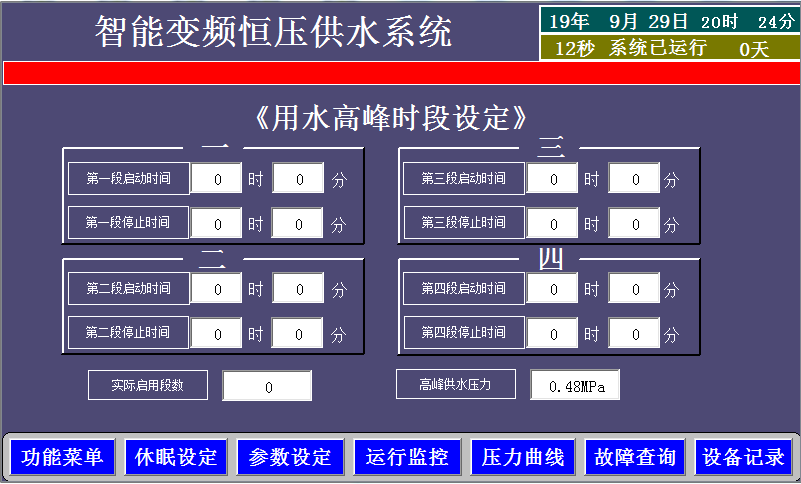 智能变频恒压供水系统
19年 9月 29日 20时 24分
12秒 系统已运行 0天
《用水高峰时段设定》
一
第一段启动时间 0 时 0 分
第一段停止时间 0 时 0 分
三
第三段启动时间 0 时 0 分
第三段停止时间 0 时 0 分
二
第二段启动时间 0 时 0 分
第二段停止时间 0 时 0 分
四
第四段启动时间 0 时 0 分
第四段停止时间 0 时 0 分
实际启用段数 0
高峰供水压力 0.48MPa
功能菜单 休眠设定 参数设定 运行监控 压力曲线 故障查询 设备记录